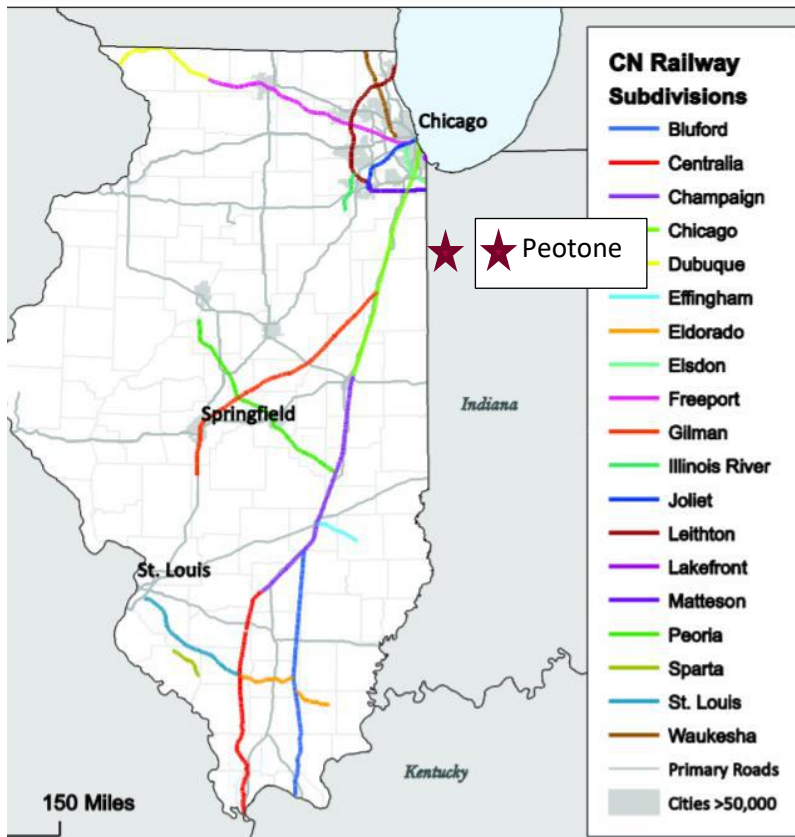 Chicago
Peotone
Indiana
Springfield
St. Louis
Kentucky
150 Miles
CN Railway
Subdivisions
Bluford
Centralia
Champaign
Chicago
Dubuque
Effingham
Eldorado
Elsdon
Freeport
Gilman
Illinois River
Joliet
Leithton
Lakefront
Matteson
Peoria
Sparta
St. Louis
Waukesha
Primary Roads
Cities >50,000